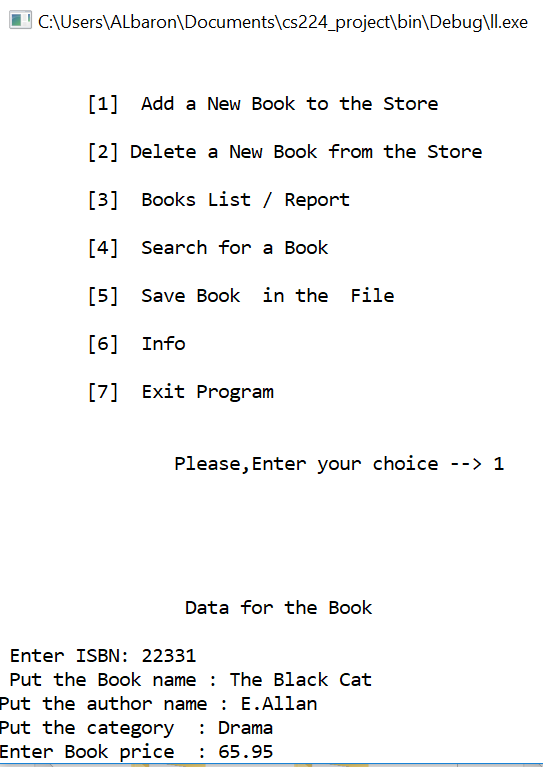 C:\Users\ALbaron\Documents\cs224_project\bin\Debug\ll.exe
[1]  Add a New Book to the Store
[2] Delete a New Book from the Store
[3]  Books List / Report
[4]  Search for a Book
[5]  Save Book  in the  File
[6]  Info
[7]  Exit Program
Please,Enter your choice --> 1
Data for the Book
Enter ISBN: 22331
Put the Book name : The Black Cat
Put the author name : E.Allan
Put the category  : Drama
Enter Book price  : 65.95